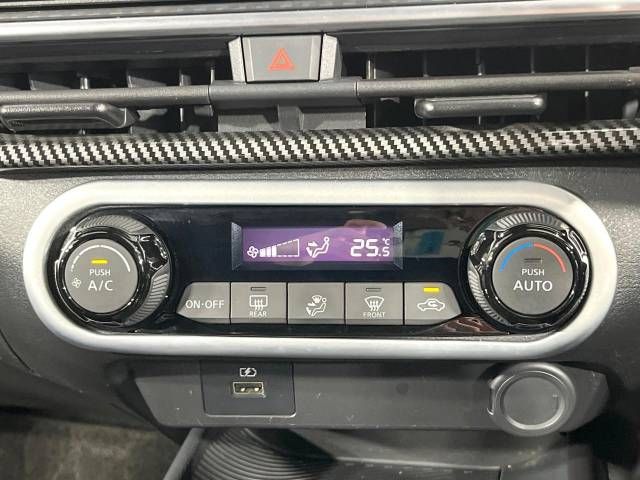 25.5℃
PUSH
A/C
PUSH
AUTO
ON·OFF
REAR
FRONT